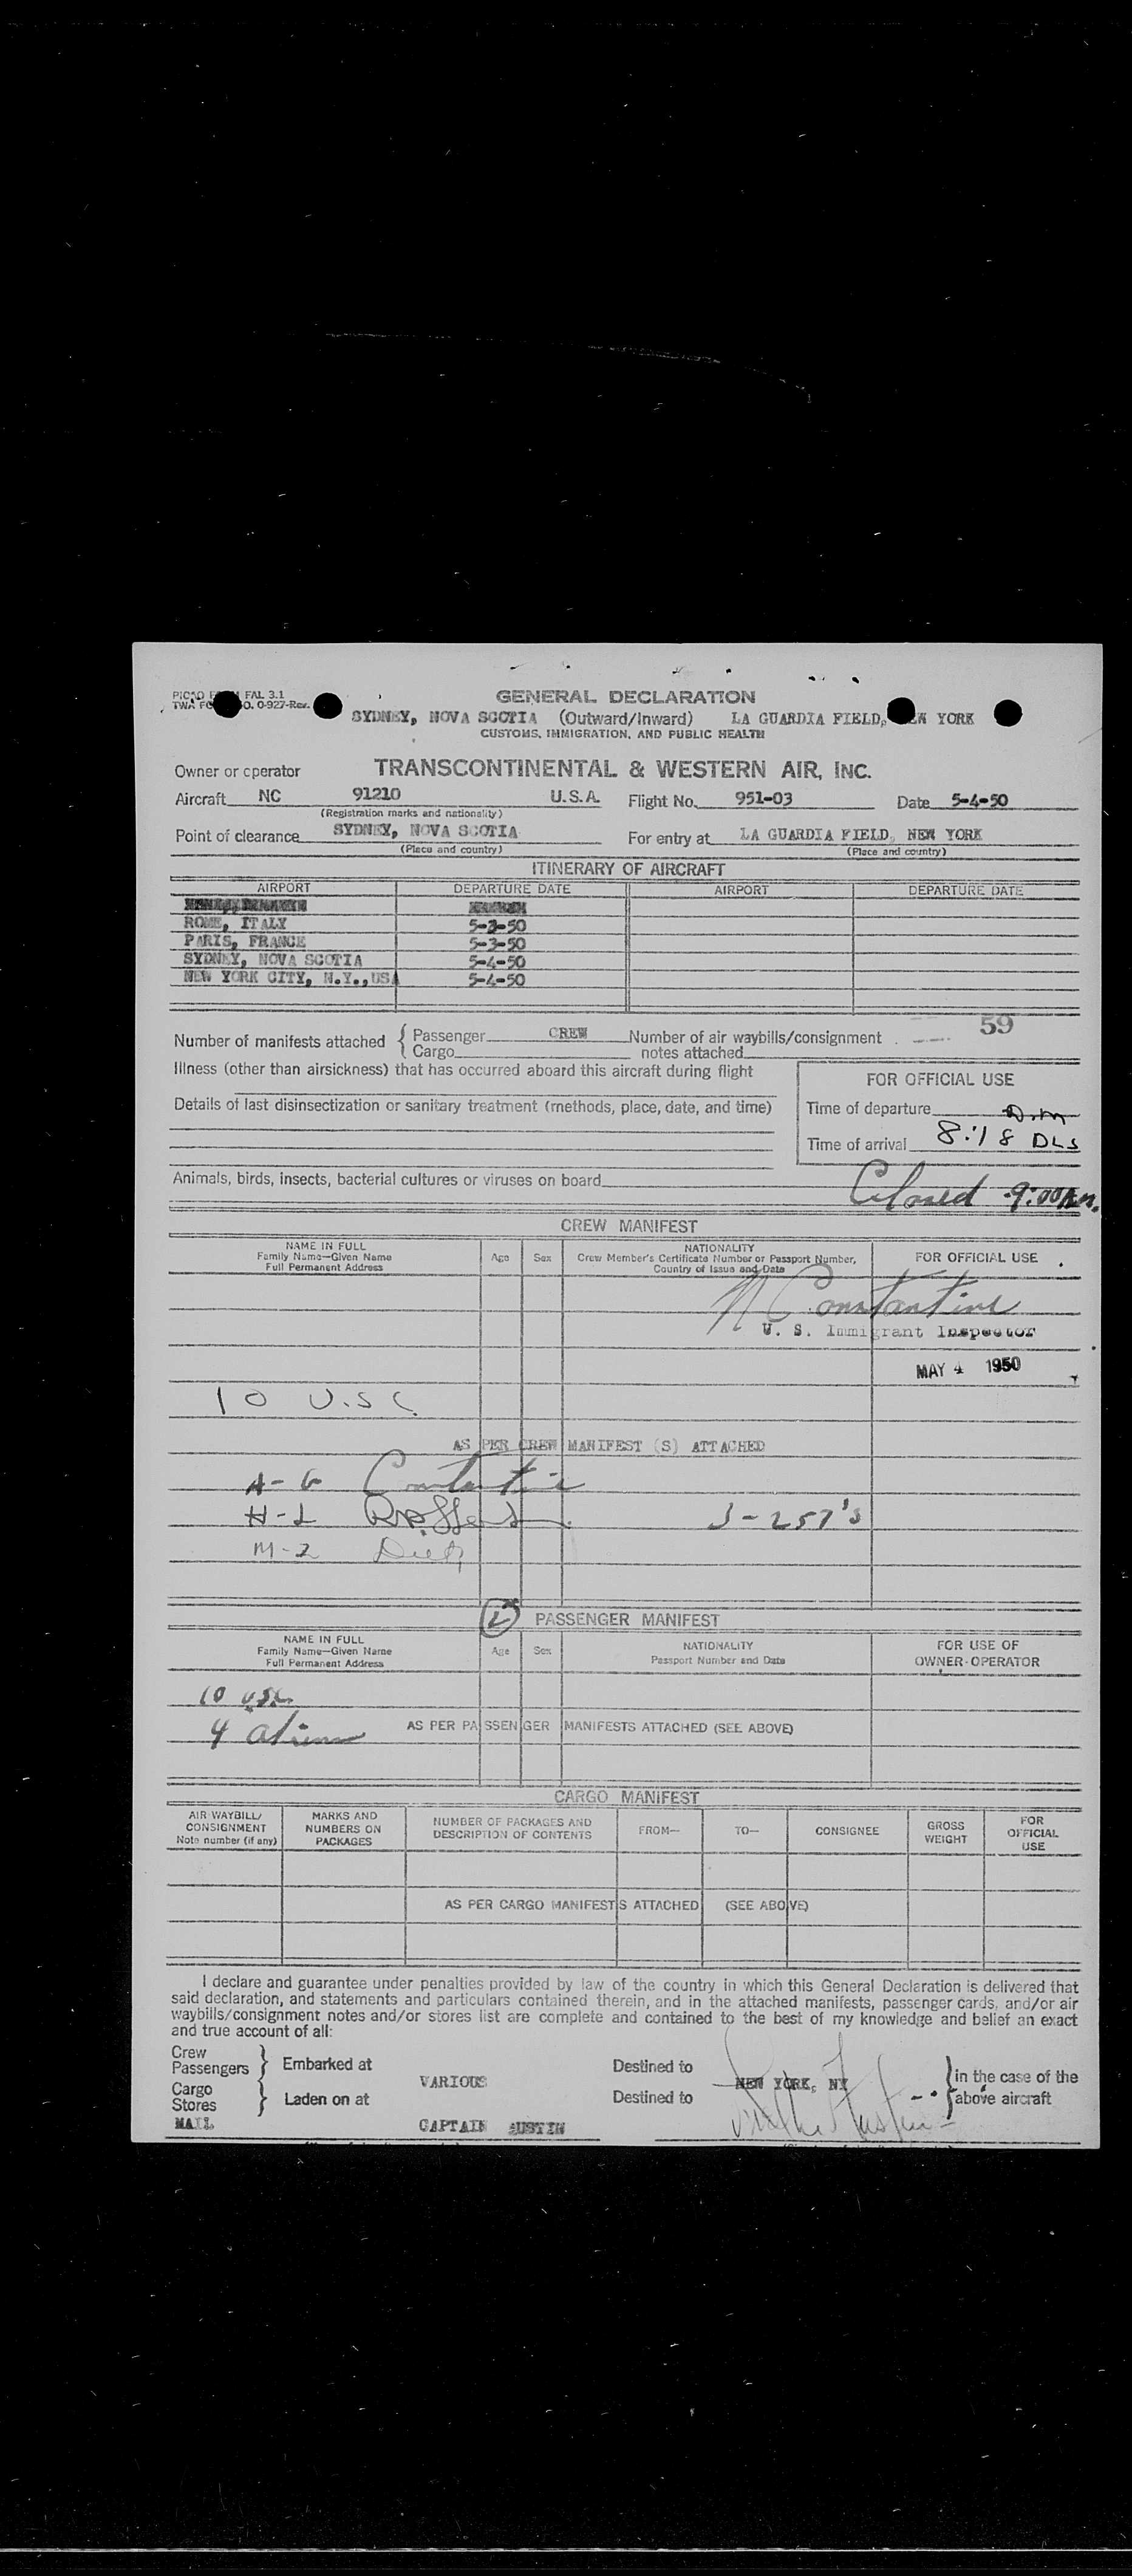 PICAO FAL 3.1
TWA 0-927-Rev.
GENERAL DECLARATION
SYDNEY, NOVA SCOTIA (Outward/Inward) LA GUARDIA FIELD, NEW YORK
CUSTOMS, IMMIGRATION, AND PUBLIC HEALTH
Owner or operator TRANSCONTINENTAL & WESTERN AIR, INC.
Aircraft NC 91210 U.S.A. Flight No. 951-03 Date 5-4-50
(Registration marks and nationality)
Point of clearance SYDNEY, NOVA SCOTIA For entry at LA GUARDIA FIELD, NEW YORK
(Place and country) (Place and country)
ITINERARY OF AIRCRAFT
AIRPORT DEPARTURE DATE AIRPORT DEPARTURE DATE
ROME, ITALY 5-3-50
PARIS, FRANCE 5-3-50
SYDNEY, NOVA SCOTIA 5-4-50
NEW YORK CITY, N.Y., USA 5-4-50
59
Number of manifests attached { Passenger CREW Number of air waybills/consignment
Cargo notes attached
Illness (other than airsickness) that has occurred aboard this aircraft during flight
FOR OFFICIAL USE
Details of last disinsectization or sanitary treatment (methods, place, date, and time)
Time of departure
Time of arrival 8:18 DLS
Animals, birds, insects, bacterial cultures or viruses on board
Closed 9:00
CREW MANIFEST
NAME IN FULL
Family Name—Given Name
Full Permanent Address
Age Sex
NATIONALITY
Crew Member's Certificate Number or Passport Number,
Country of Issue and Date
FOR OFFICIAL USE
N Constantine
U. S. Immigrant Inspector
MAY 4 1950
10 U.S.C.
AS PER CREW MANIFEST (S) ATTACHED
A-G Constantine
J-257's
M-2
PASSENGER MANIFEST
NAME IN FULL
Family Name—Given Name
Full Permanent Address
Age Sex
NATIONALITY
Passport Number and Date
FOR USE OF
OWNER-OPERATOR
10 USC
4 aliens
AS PER PASSENGER MANIFESTS ATTACHED (SEE ABOVE)
CARGO MANIFEST
AIR WAYBILL/
CONSIGNMENT
Note number (if any)
MARKS AND
NUMBERS ON
PACKAGES
NUMBER OF PACKAGES AND
DESCRIPTION OF CONTENTS
FROM—
TO—
CONSIGNEE
GROSS
WEIGHT
FOR
OFFICIAL
USE
AS PER CARGO MANIFESTS ATTACHED (SEE ABOVE)
I declare and guarantee under penalties provided by law of the country in which this General Declaration is delivered that
said declaration, and statements and particulars contained therein, and in the attached manifests, passenger cards, and/or air
waybills/consignment notes and/or stores list are complete and contained to the best of my knowledge and belief an exact
and true account of all:
Crew
Passengers } Embarked at VARIOUS Destined to NEW YORK, NY } in the case of the
Cargo
Stores } Laden on at Destined to above aircraft
MAIL CAPTAIN AUSTIN